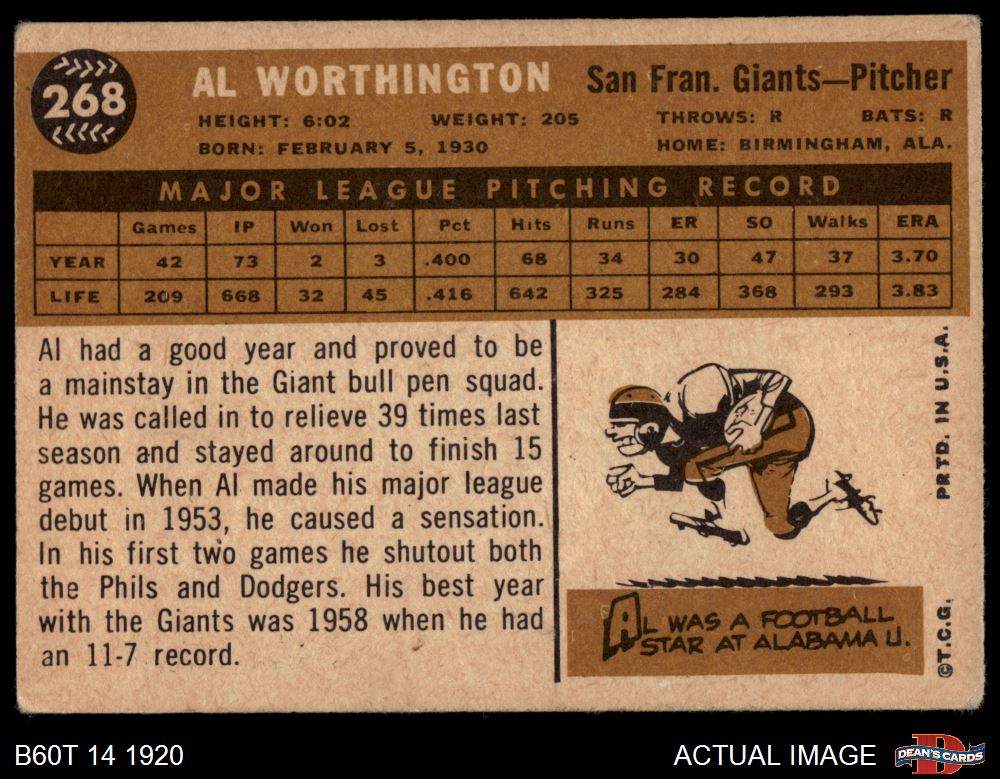 268
AL WORTHINGTON San Fran. Giants—Pitcher
HEIGHT: 6:02 WEIGHT: 205 THROWS: R BATS: R
BORN: FEBRUARY 5, 1930 HOME: BIRMINGHAM, ALA.
MAJOR LEAGUE PITCHING RECORD
Games IP Won Lost Pct Hits Runs ER SO Walks ERA
YEAR 42 73 2 3 .400 68 34 30 47 37 3.70
LIFE 209 668 32 45 .416 642 325 284 368 293 3.83
Al had a good year and proved to be
a mainstay in the Giant bull pen squad.
He was called in to relieve 39 times last
season and stayed around to finish 15
games. When Al made his major league
debut in 1953, he caused a sensation.
In his first two games he shutout both
the Phils and Dodgers. His best year
with the Giants was 1958 when he had
an 11-7 record.
AL WAS A FOOTBALL
STAR AT ALABAMA U.
©T.C.G. PRTD. IN U.S.A.
B60T 14 1920 ACTUAL IMAGE
D
DEAN'S CARDS